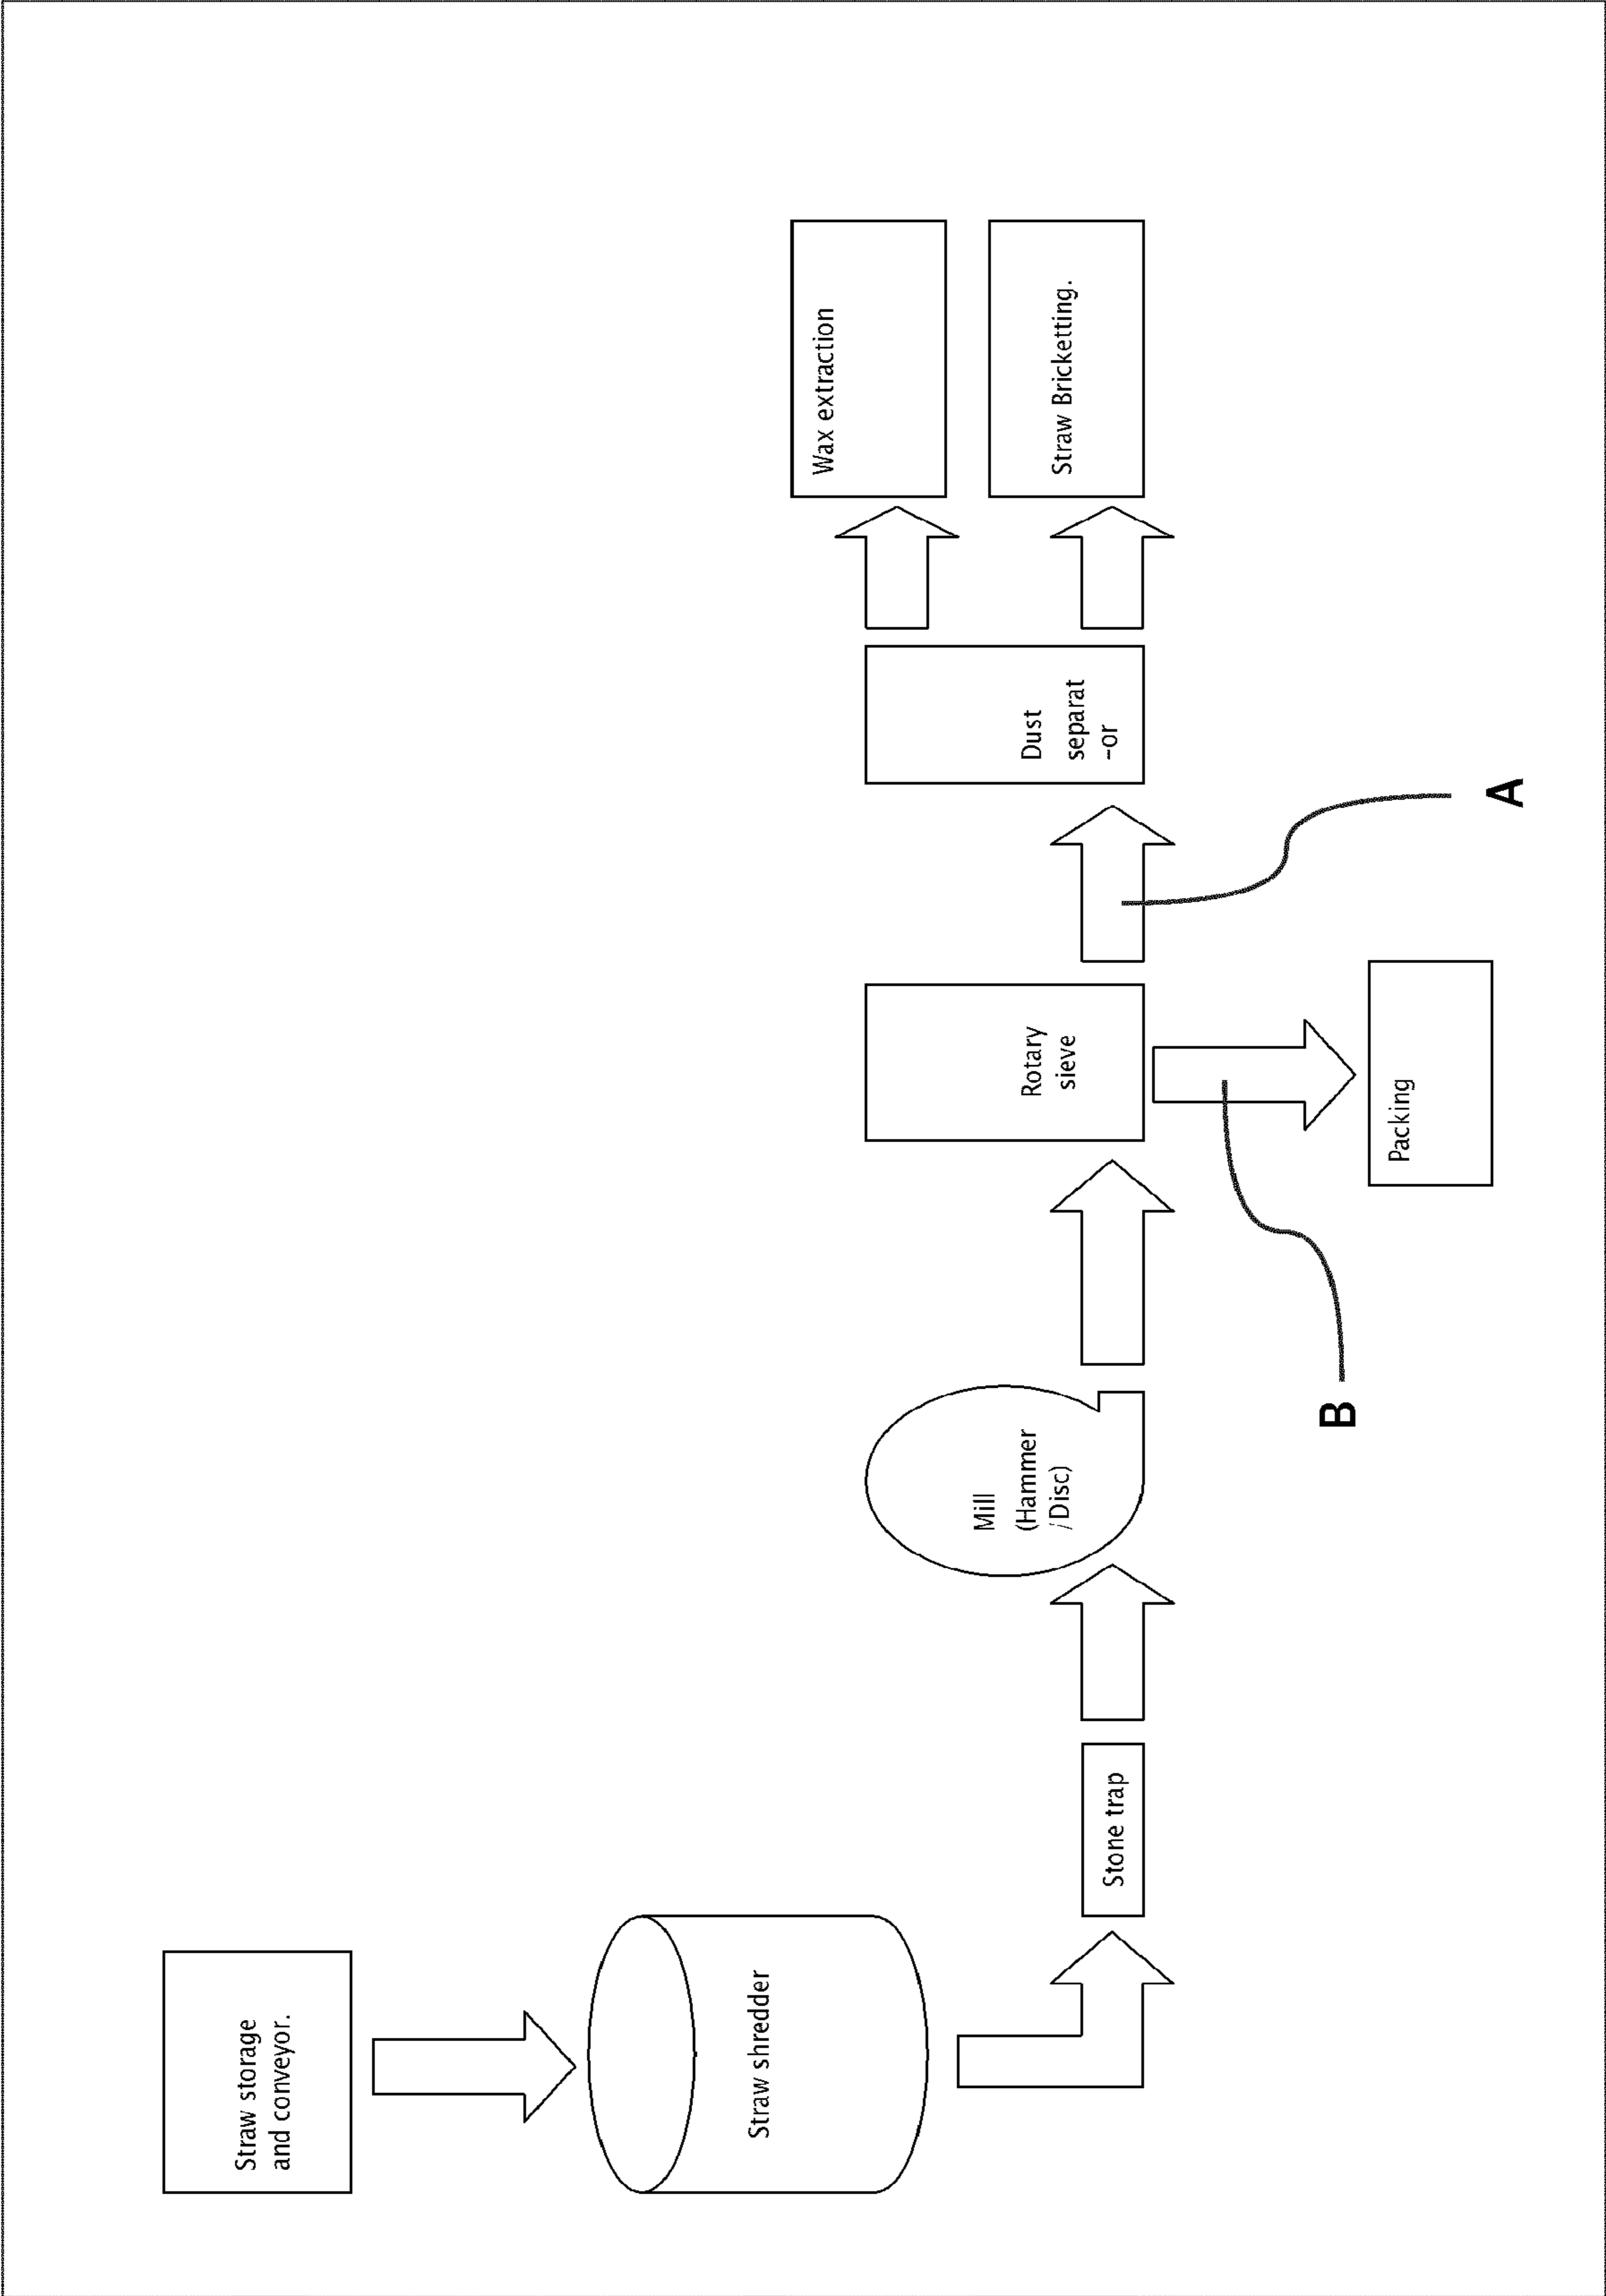 Straw storage
and conveyor.
Straw shredder
Stone trap
Mill
(Hammer
/Disc)
Rotary
sieve
Dust
separat
-or
Wax extraction
Straw Bricketting.
Packing
A
B